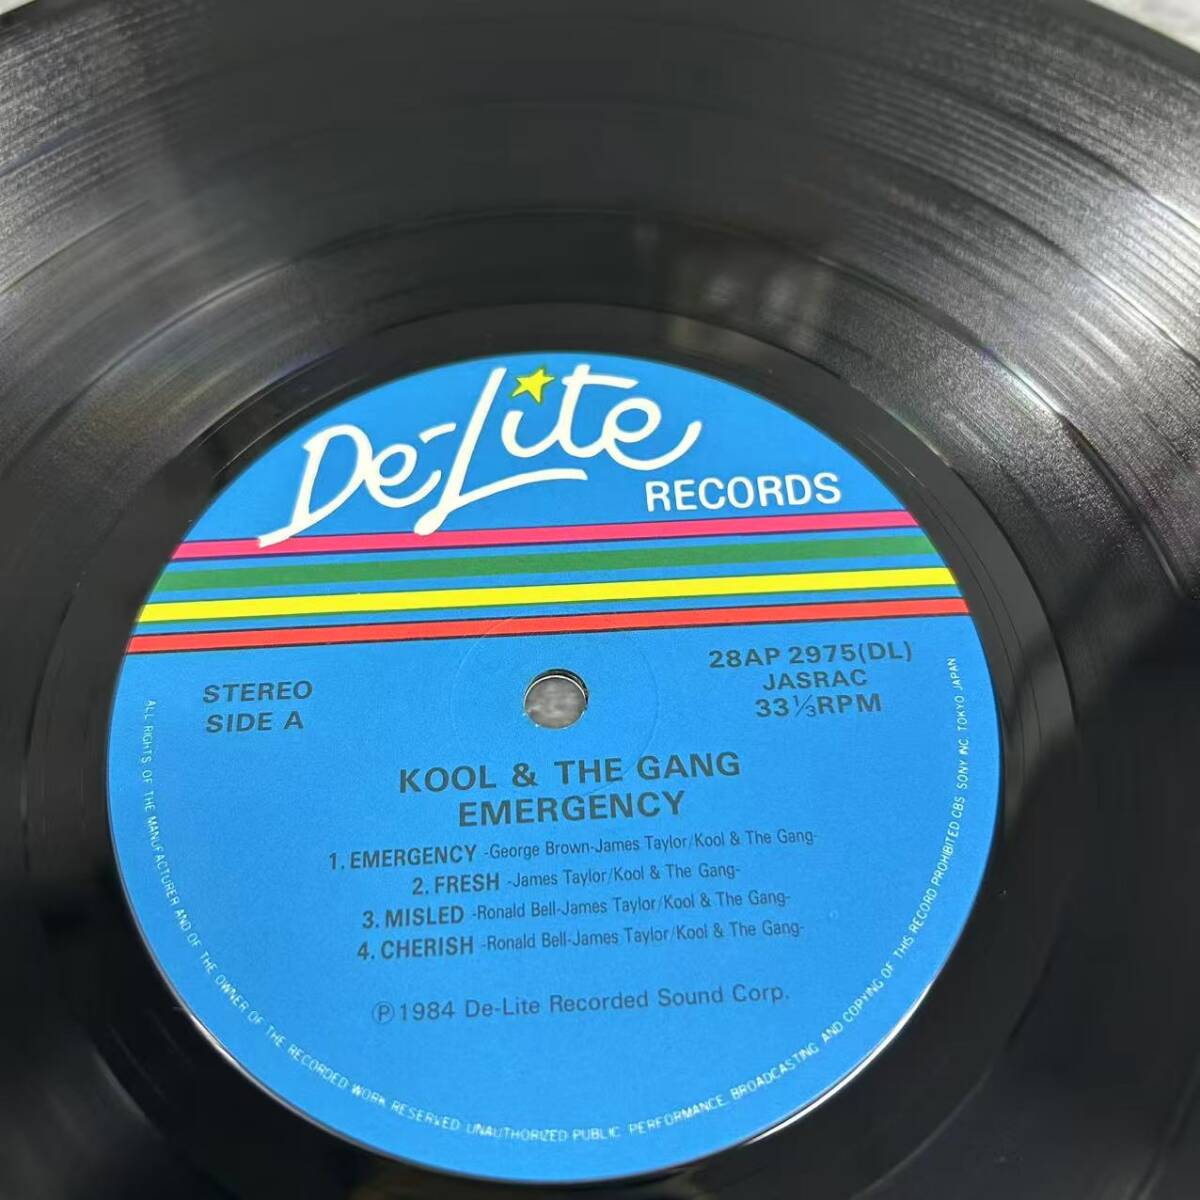 De-Lite
RECORDS
STEREO
SIDE A
28AP 2975(DL)
JASRAC
33⅓RPM
KOOL & THE GANG
EMERGENCY
1. EMERGENCY -George Brown-James Taylor/Kool & The Gang-
2. FRESH -James Taylor/Kool & The Gang-
3. MISLED -Ronald Bell-James Taylor/Kool & The Gang-
4. CHERISH -Ronald Bell-James Taylor/Kool & The Gang-
℗1984 De-Lite Recorded Sound Corp.
ALL RIGHTS OF THE MANUFACTURER AND OF THE OWNER OF THE RECORDED WORK RESERVED UNAUTHORIZED PUBLIC PERFORMANCE BROADCASTING AND COPYING OF THIS RECORD PROHIBITED CBS/SONY INC. TOKYO JAPAN